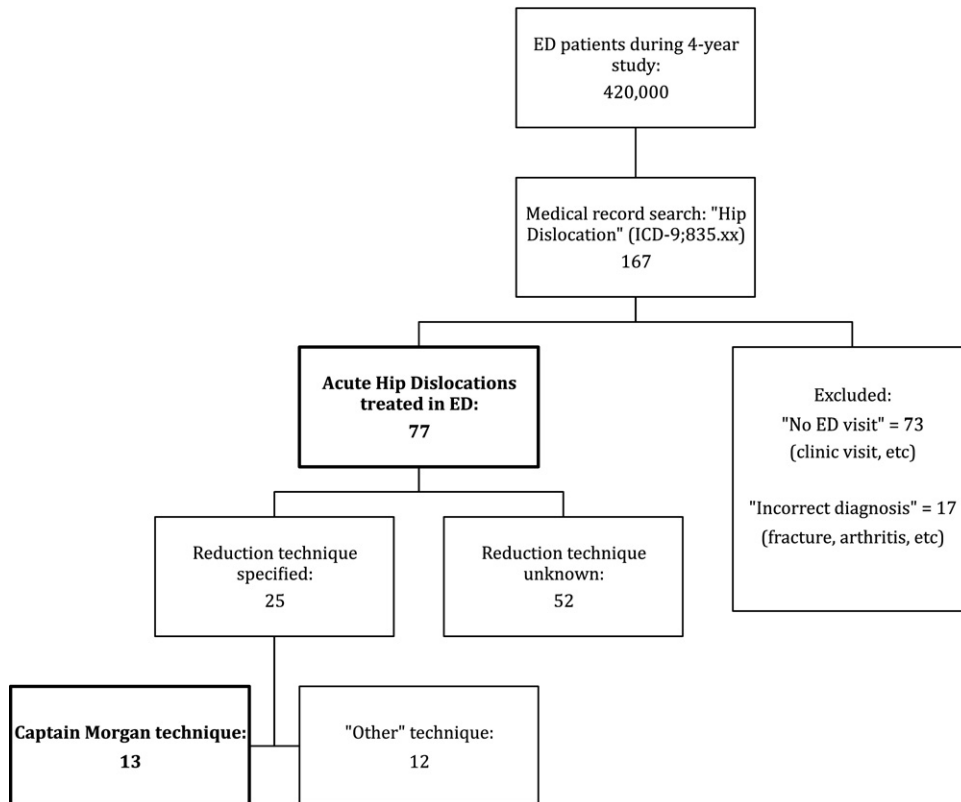 ED patients during 4-year
study:
420,000
Medical record search: "Hip
Dislocation" (ICD-9;835.xx)
167
Acute Hip Dislocations
treated in ED:
77
Excluded:
"No ED visit" = 73
(clinic visit, etc)
"Incorrect diagnosis" = 17
(fracture, arthritis, etc)
Reduction technique
specified:
25
Reduction technique
unknown:
52
Captain Morgan technique:
13
"Other" technique:
12